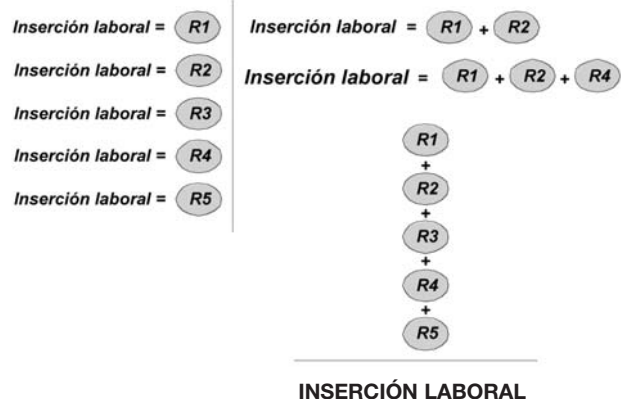 Inserción laboral = R1
Inserción laboral = R2
Inserción laboral = R3
Inserción laboral = R4
Inserción laboral = R5
Inserción laboral = R1 + R2
Inserción laboral = R1 + R2 + R4
R1
+
R2
+
R3
+
R4
+
R5
INSERCIÓN LABORAL